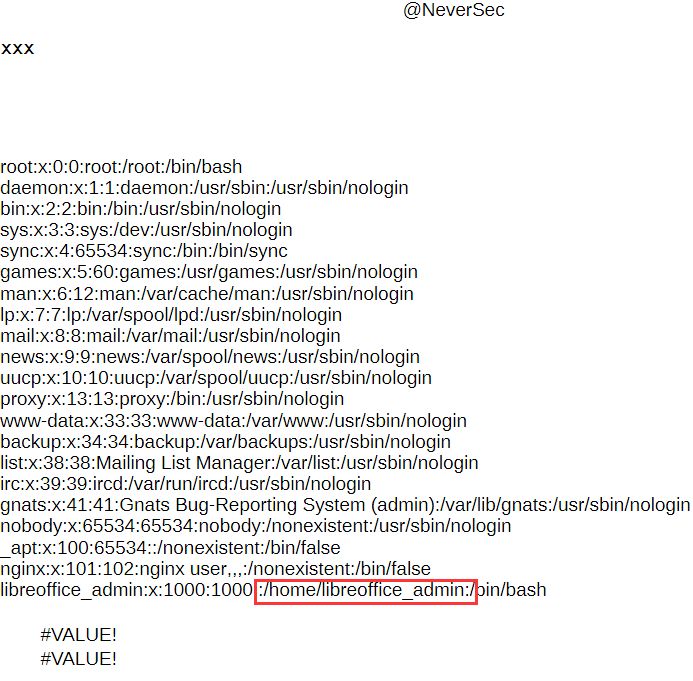 @NeverSec
xxx
root:x:0:0:root:/root:/bin/bash
daemon:x:1:1:daemon:/usr/sbin:/usr/sbin/nologin
bin:x:2:2:bin:/bin:/usr/sbin/nologin
sys:x:3:3:sys:/dev:/usr/sbin/nologin
sync:x:4:65534:sync:/bin:/bin/sync
games:x:5:60:games:/usr/games:/usr/sbin/nologin
man:x:6:12:man:/var/cache/man:/usr/sbin/nologin
lp:x:7:7:lp:/var/spool/lpd:/usr/sbin/nologin
mail:x:8:8:mail:/var/mail:/usr/sbin/nologin
news:x:9:9:news:/var/spool/news:/usr/sbin/nologin
uucp:x:10:10:uucp:/var/spool/uucp:/usr/sbin/nologin
proxy:x:13:13:proxy:/bin:/usr/sbin/nologin
www-data:x:33:33:www-data:/var/www:/usr/sbin/nologin
backup:x:34:34:backup:/var/backups:/usr/sbin/nologin
list:x:38:38:Mailing List Manager:/var/list:/usr/sbin/nologin
irc:x:39:39:ircd:/var/run/ircd:/usr/sbin/nologin
gnats:x:41:41:Gnats Bug-Reporting System (admin):/var/lib/gnats:/usr/sbin/nologin
nobody:x:65534:65534:nobody:/nonexistent:/usr/sbin/nologin
_apt:x:100:65534::/nonexistent:/bin/false
nginx:x:101:102:nginx user,,,:/nonexistent:/bin/false
libreoffice_admin:x:1000:1000::/home/libreoffice_admin:/bin/bash
#VALUE!
#VALUE!